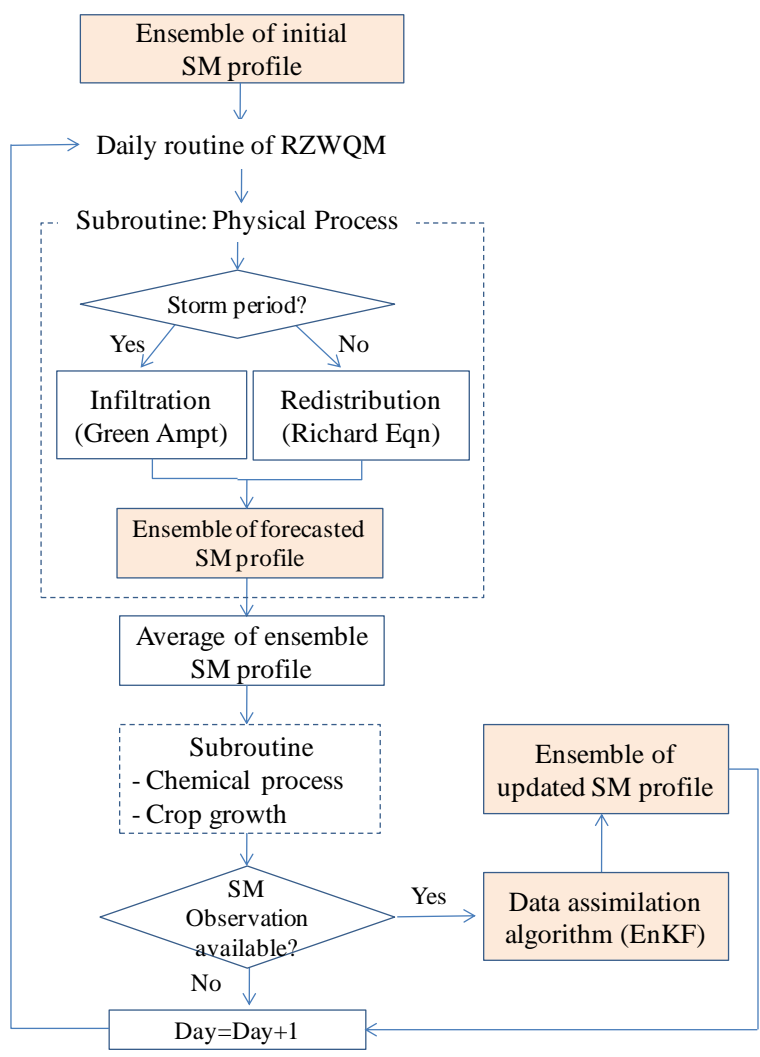 Ensemble of initial
SM profile
Daily routine of RZWQM
Subroutine: Physical Process
Storm period?
Yes
No
Infiltration
(Green Ampt)
Redistribution
(Richard Eqn)
Ensemble of forecasted
SM profile
Average of ensemble
SM profile
Subroutine
- Chemical process
- Crop growth
Ensemble of
updated SM profile
SM
Observation
available?
Yes
Data assimilation
algorithm (EnKF)
No
Day=Day+1